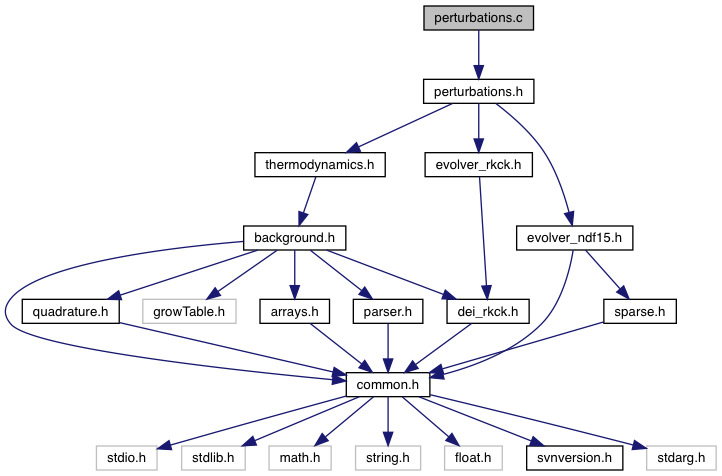 perturbations.c
perturbations.h
thermodynamics.h
evolver_rkck.h
background.h
evolver_ndf15.h
quadrature.h
growTable.h
arrays.h
parser.h
dei_rkck.h
sparse.h
common.h
stdio.h
stdlib.h
math.h
string.h
float.h
svnversion.h
stdarg.h